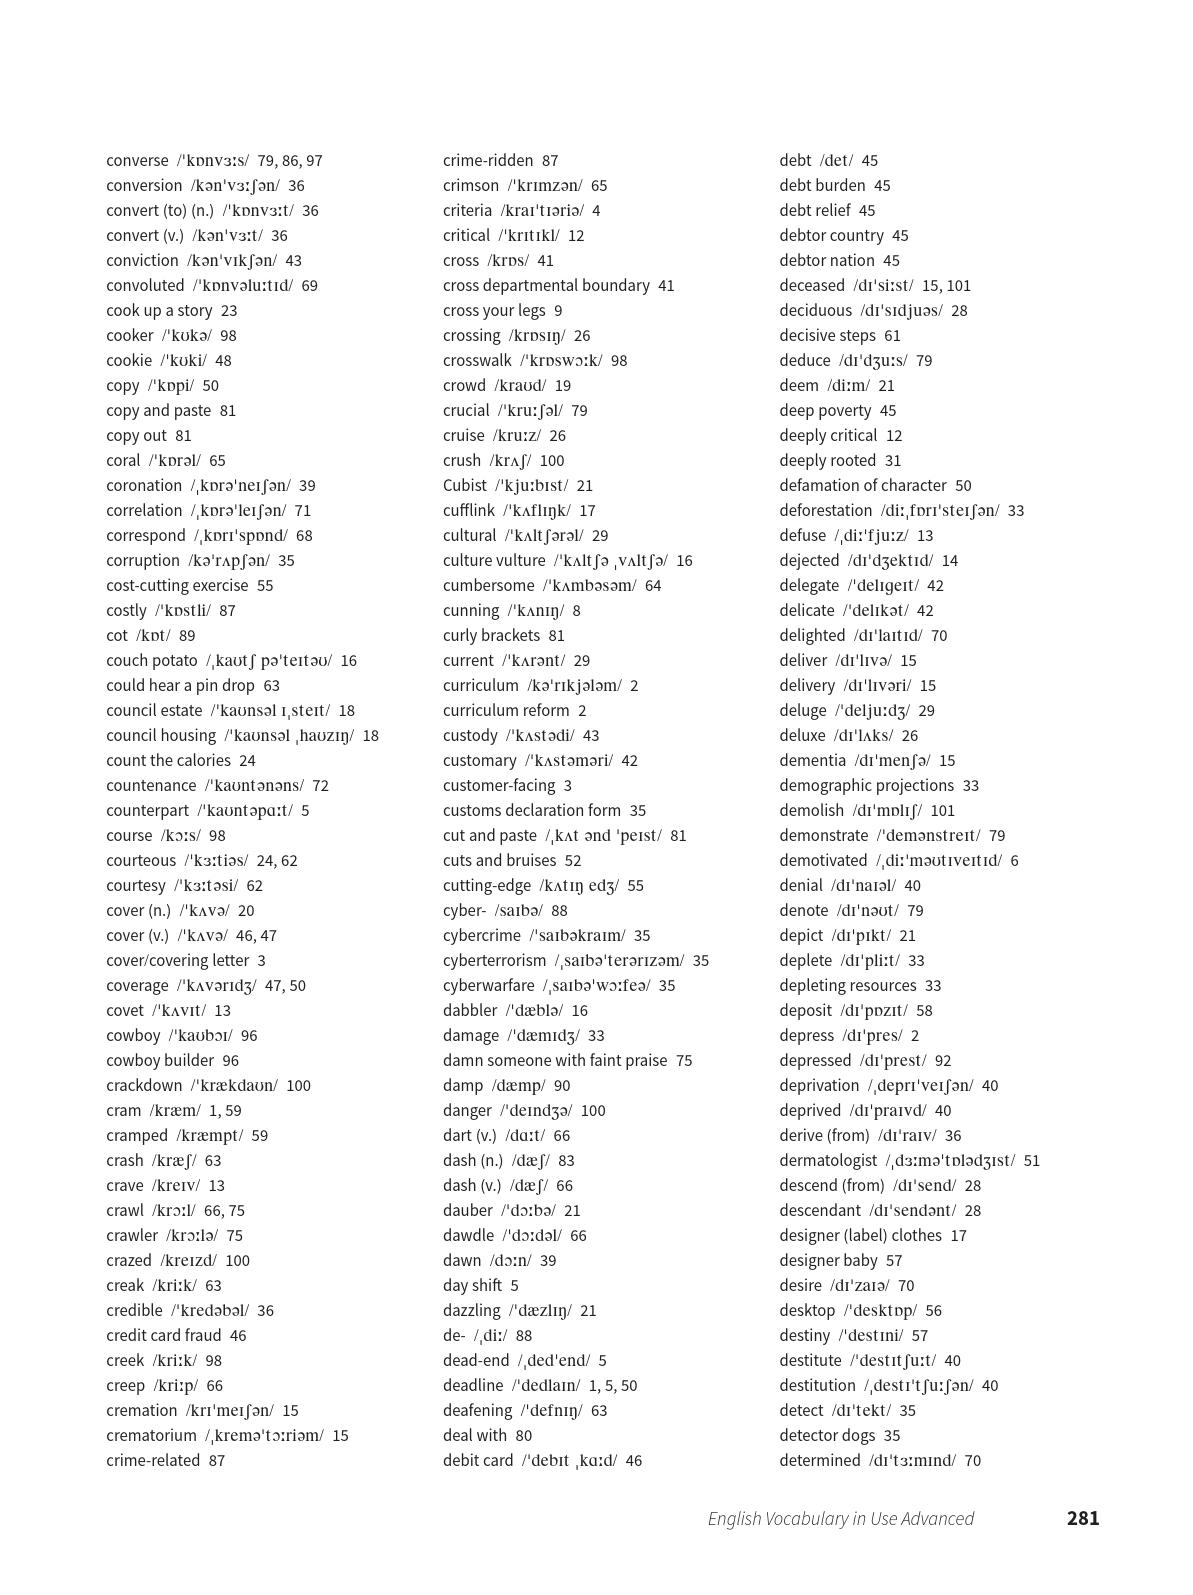 converse /ˈkɒnvɜːs/ 79, 86, 97
conversion /kənˈvɜːʃən/ 36
convert (to) (n.) /ˈkɒnvɜːt/ 36
convert (v.) /kənˈvɜːt/ 36
conviction /kənˈvɪkʃən/ 43
convoluted /ˈkɒnvəluːtɪd/ 69
cook up a story 23
cooker /ˈkʊkə/ 98
cookie /ˈkʊki/ 48
copy /ˈkɒpi/ 50
copy and paste 81
copy out 81
coral /ˈkɒrəl/ 65
coronation /ˌkɒrəˈneɪʃən/ 39
correlation /ˌkɒrəˈleɪʃən/ 71
correspond /ˌkɒrɪˈspɒnd/ 68
corruption /kəˈrʌpʃən/ 35
cost-cutting exercise 55
costly /ˈkɒstli/ 87
cot /kɒt/ 89
couch potato /ˌkaʊtʃ pəˈteɪtəʊ/ 16
could hear a pin drop 63
council estate /ˈkaʊnsəl ɪˌsteɪt/ 18
council housing /ˈkaʊnsəl ˌhaʊzɪŋ/ 18
count the calories 24
countenance /ˈkaʊntənəns/ 72
counterpart /ˈkaʊntəpɑːt/ 5
course /kɔːs/ 98
courteous /ˈkɜːtiəs/ 24, 62
courtesy /ˈkɜːtəsi/ 62
cover (n.) /ˈkʌvə/ 20
cover (v.) /ˈkʌvə/ 46, 47
cover/covering letter 3
coverage /ˈkʌvərɪdʒ/ 47, 50
covet /ˈkʌvɪt/ 13
cowboy /ˈkaʊbɔɪ/ 96
cowboy builder 96
crackdown /ˈkrækdaʊn/ 100
cram /kræm/ 1, 59
cramped /kræmpt/ 59
crash /kræʃ/ 63
crave /kreɪv/ 13
crawl /krɔːl/ 66, 75
crawler /krɔːlə/ 75
crazed /kreɪzd/ 100
creak /kriːk/ 63
credible /ˈkredəbəl/ 36
credit card fraud 46
creek /kriːk/ 98
creep /kriːp/ 66
cremation /krɪˈmeɪʃən/ 15
crematorium /ˌkreməˈtɔːriəm/ 15
crime-related 87
crime-ridden 87
crimson /ˈkrɪmzən/ 65
criteria /kraɪˈtɪəriə/ 4
critical /ˈkrɪtɪkl/ 12
cross /krɒs/ 41
cross departmental boundary 41
cross your legs 9
crossing /krɒsɪŋ/ 26
crosswalk /ˈkrɒswɔːk/ 98
crowd /kraʊd/ 19
crucial /ˈkruːʃəl/ 79
cruise /kruːz/ 26
crush /krʌʃ/ 100
Cubist /ˈkjuːbɪst/ 21
cufflink /ˈkʌflɪŋk/ 17
cultural /ˈkʌltʃərəl/ 29
culture vulture /ˈkʌltʃə ˌvʌltʃə/ 16
cumbersome /ˈkʌmbəsəm/ 64
cunning /ˈkʌnɪŋ/ 8
curly brackets 81
current /ˈkʌrənt/ 29
curriculum /kəˈrɪkjələm/ 2
curriculum reform 2
custody /ˈkʌstədi/ 43
customary /ˈkʌstəməri/ 42
customer-facing 3
customs declaration form 35
cut and paste /ˌkʌt ənd ˈpeɪst/ 81
cuts and bruises 52
cutting-edge /kʌtɪŋ edʒ/ 55
cyber- /saɪbə/ 88
cybercrime /ˈsaɪbəkraɪm/ 35
cyberterrorism /ˌsaɪbəˈterərɪzəm/ 35
cyberwarfare /ˌsaɪbəˈwɔːfeə/ 35
dabbler /ˈdæblə/ 16
damage /ˈdæmɪdʒ/ 33
damn someone with faint praise 75
damp /dæmp/ 90
danger /ˈdeɪndʒə/ 100
dart (v.) /dɑːt/ 66
dash (n.) /dæʃ/ 83
dash (v.) /dæʃ/ 66
dauber /ˈdɔːbə/ 21
dawdle /ˈdɔːdəl/ 66
dawn /dɔːn/ 39
day shift 5
dazzling /ˈdæzlɪŋ/ 21
de- /ˌdiː/ 88
dead-end /ˌdedˈend/ 5
deadline /ˈdedlaɪn/ 1, 5, 50
deafening /ˈdefnɪŋ/ 63
deal with 80
debit card /ˈdebɪt ˌkɑːd/ 46
debt /det/ 45
debt burden 45
debt relief 45
debtor country 45
debtor nation 45
deceased /dɪˈsiːst/ 15, 101
deciduous /dɪˈsɪdjuəs/ 28
decisive steps 61
deduce /dɪˈdʒuːs/ 79
deem /diːm/ 21
deep poverty 45
deeply critical 12
deeply rooted 31
defamation of character 50
deforestation /diːˌfɒrɪˈsteɪʃən/ 33
defuse /ˌdiːˈfjuːz/ 13
dejected /dɪˈdʒektɪd/ 14
delegate /ˈdelɪɡeɪt/ 42
delicate /ˈdelɪkət/ 42
delighted /dɪˈlaɪtɪd/ 70
deliver /dɪˈlɪvə/ 15
delivery /dɪˈlɪvəri/ 15
deluge /ˈdeljuːdʒ/ 29
deluxe /dɪˈlʌks/ 26
dementia /dɪˈmenʃə/ 15
demographic projections 33
demolish /dɪˈmɒlɪʃ/ 101
demonstrate /ˈdemənstreɪt/ 79
demotivated /ˌdiːˈməʊtɪveɪtɪd/ 6
denial /dɪˈnaɪəl/ 40
denote /dɪˈnəʊt/ 79
depict /dɪˈpɪkt/ 21
deplete /dɪˈpliːt/ 33
depleting resources 33
deposit /dɪˈpɒzɪt/ 58
depress /dɪˈpres/ 2
depressed /dɪˈprest/ 92
deprivation /ˌdeprɪˈveɪʃən/ 40
deprived /dɪˈpraɪvd/ 40
derive (from) /dɪˈraɪv/ 36
dermatologist /ˌdɜːməˈtɒlədʒɪst/ 51
descend (from) /dɪˈsend/ 28
descendant /dɪˈsendənt/ 28
designer (label) clothes 17
designer baby 57
desire /dɪˈzaɪə/ 70
desktop /ˈdesktɒp/ 56
destiny /ˈdestɪni/ 57
destitute /ˈdestɪtʃuːt/ 40
destitution /ˌdestɪˈtʃuːʃən/ 40
detect /dɪˈtekt/ 35
detector dogs 35
determined /dɪˈtɜːmɪnd/ 70
English Vocabulary in Use Advanced 281